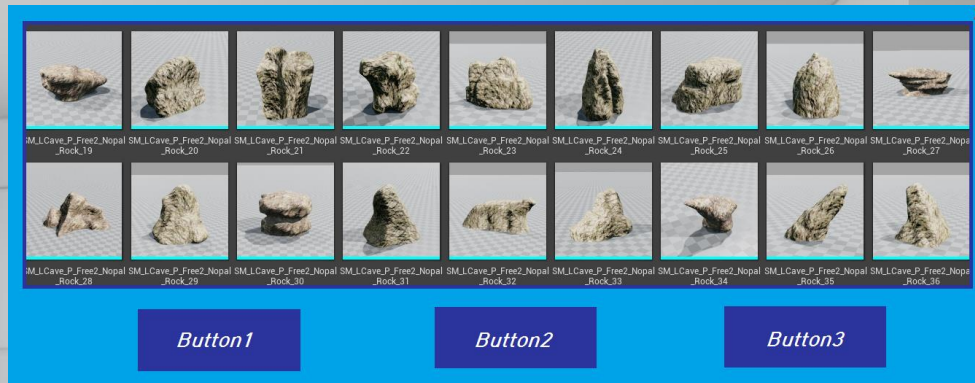 SM_LCave_P_Free2_Nopal SM_LCave_P_Free2_Nopal SM_LCave_P_Free2_Nopal SM_LCave_P_Free2_Nopal SM_LCave_P_Free2_Nopal SM_LCave_P_Free2_Nopal SM_LCave_P_Free2_Nopal SM_LCave_P_Free2_Nopal SM_LCave_P_Free2_Nopal
_Rock_19 _Rock_20 _Rock_21 _Rock_22 _Rock_23 _Rock_24 _Rock_25 _Rock_26 _Rock_27
SM_LCave_P_Free2_Nopal SM_LCave_P_Free2_Nopal SM_LCave_P_Free2_Nopal SM_LCave_P_Free2_Nopal SM_LCave_P_Free2_Nopal SM_LCave_P_Free2_Nopal SM_LCave_P_Free2_Nopal SM_LCave_P_Free2_Nopal SM_LCave_P_Free2_Nopal
_Rock_28 _Rock_29 _Rock_30 _Rock_31 _Rock_32 _Rock_33 _Rock_34 _Rock_35 _Rock_36
Button1 Button2 Button3